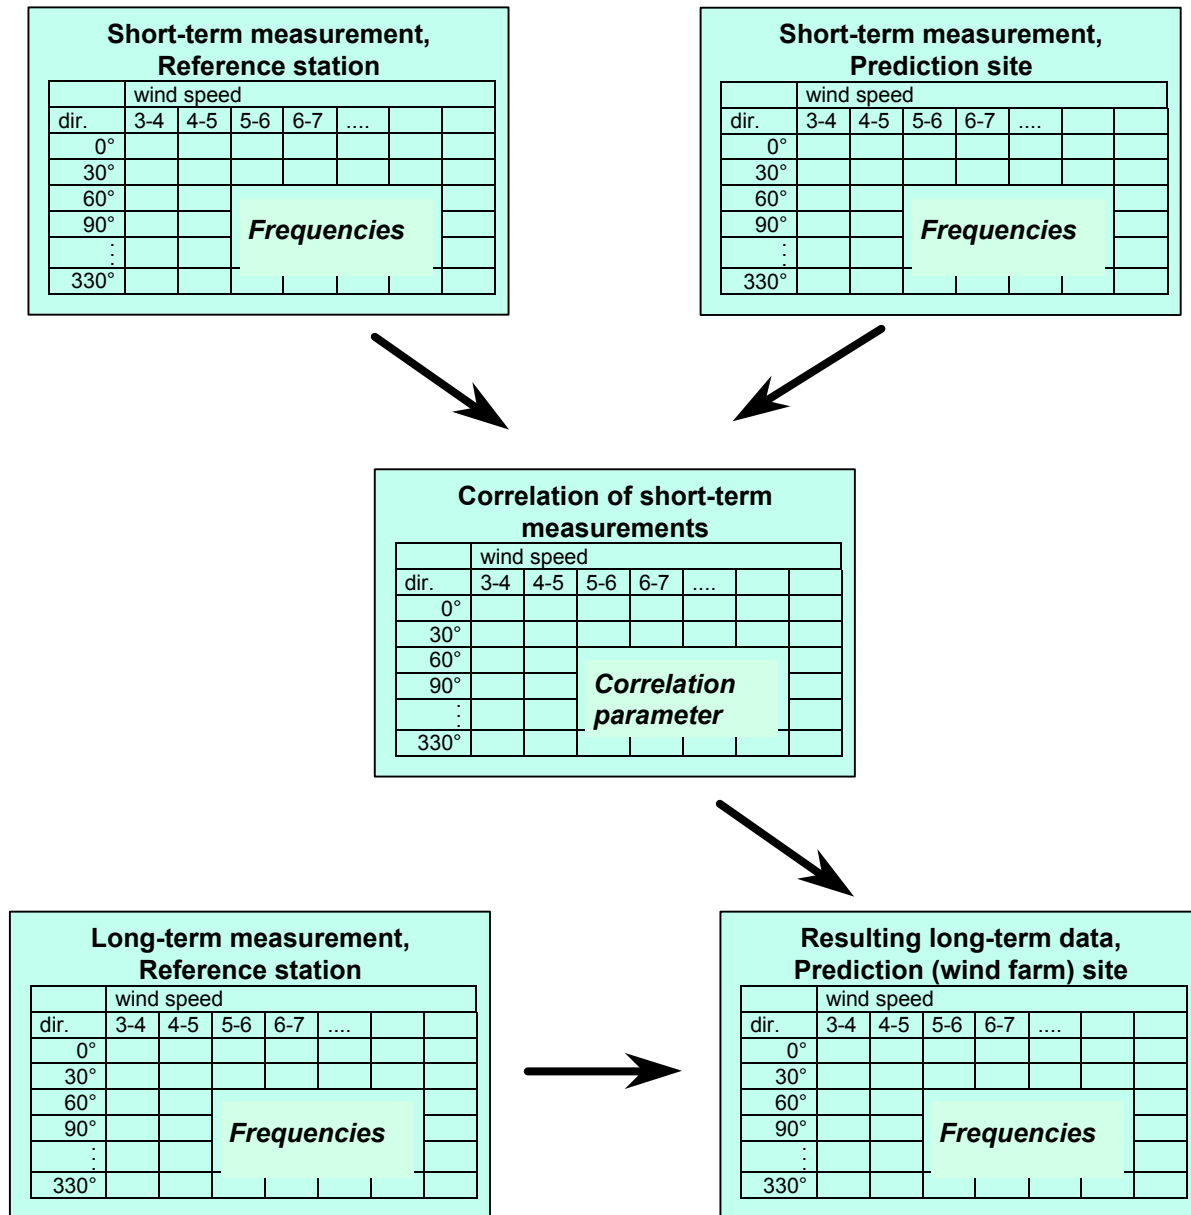 Short-term measurement,
Reference station
wind speed
dir. 3-4 4-5 5-6 6-7 ....
0°
30°
60°
90°
:
330°
Frequencies
Short-term measurement,
Prediction site
wind speed
dir. 3-4 4-5 5-6 6-7 ....
0°
30°
60°
90°
:
330°
Frequencies
Correlation of short-term
measurements
wind speed
dir. 3-4 4-5 5-6 6-7 ....
0°
30°
60°
90°
:
330°
Correlation
parameter
Long-term measurement,
Reference station
wind speed
dir. 3-4 4-5 5-6 6-7 ....
0°
30°
60°
90°
:
330°
Frequencies
Resulting long-term data,
Prediction (wind farm) site
wind speed
dir. 3-4 4-5 5-6 6-7 ....
0°
30°
60°
90°
:
330°
Frequencies